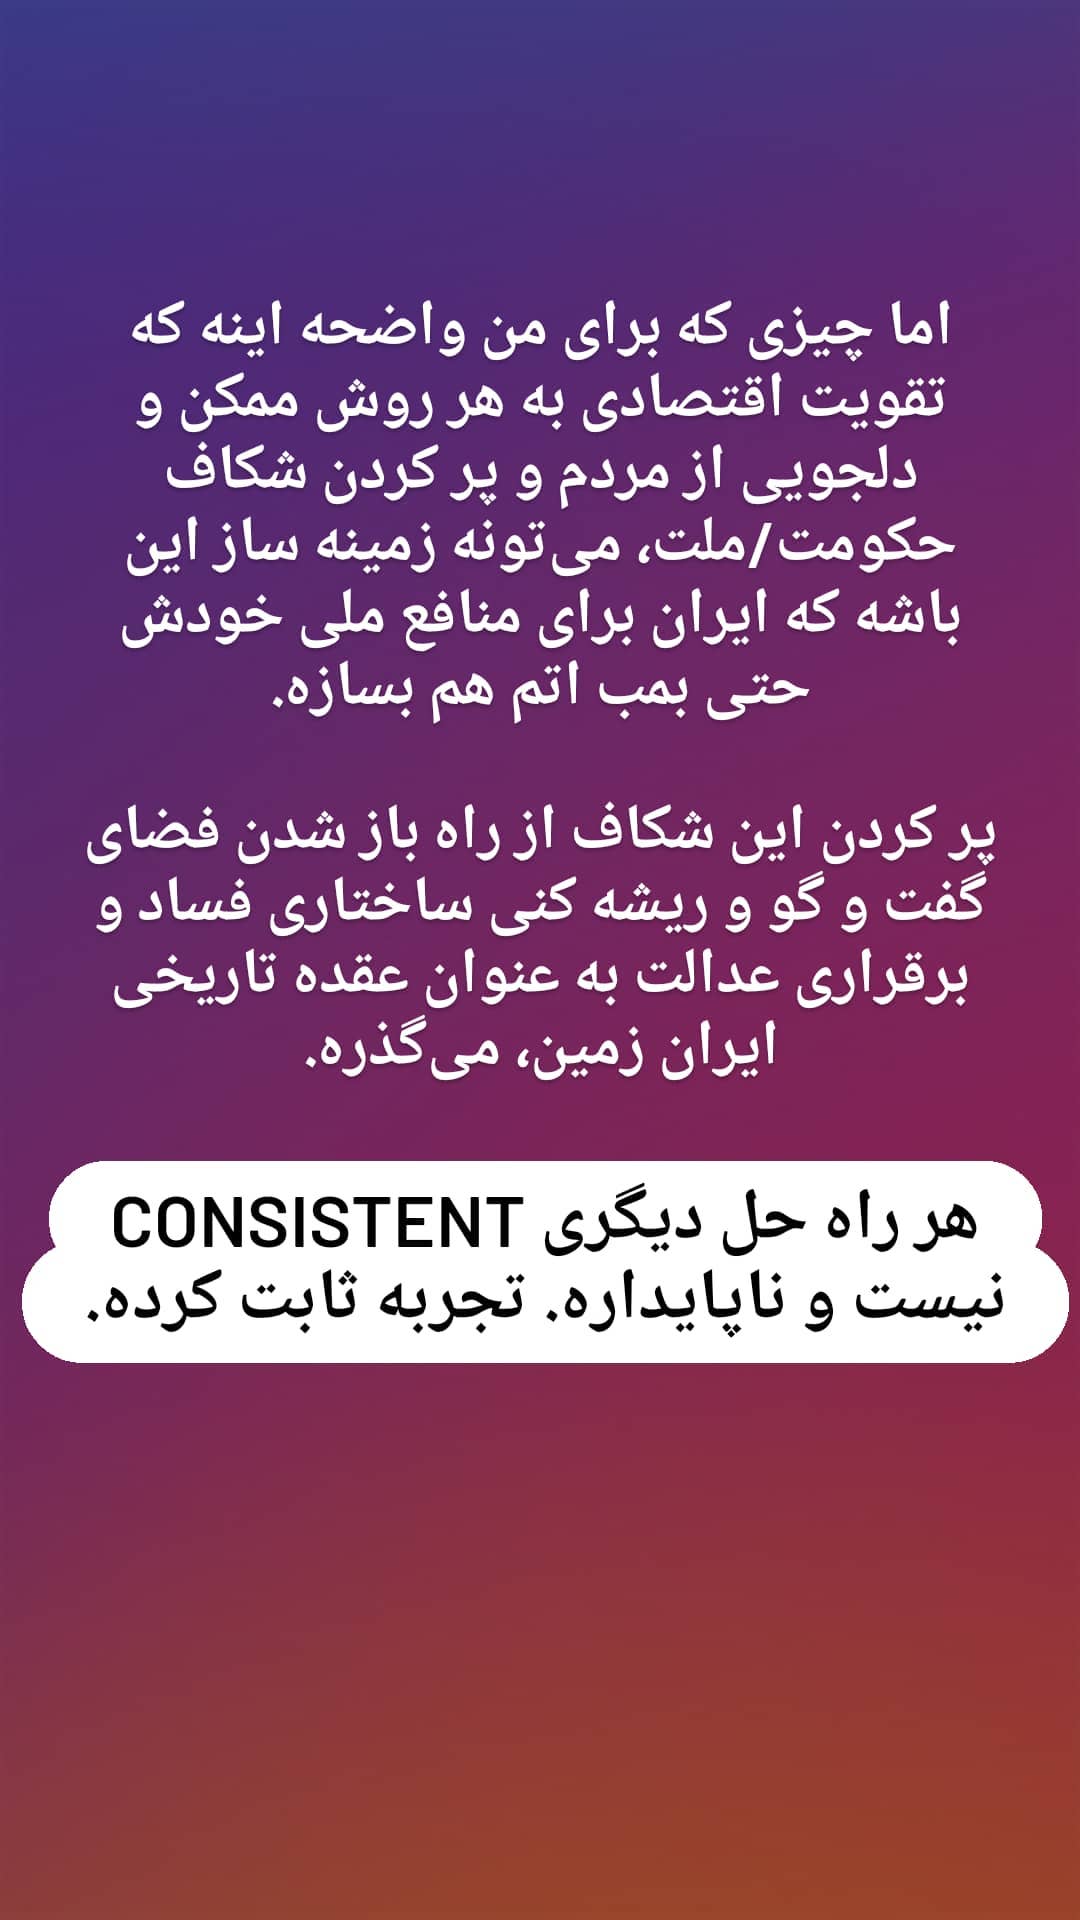 اما چیزی که برای من واضحه اینه که
تقویت اقتصادی به هر روش ممکن و
دلجویی از مردم و پر کردن شکاف
حکومت/ملت، می‌تونه زمینه ساز این
باشه که ایران برای منافع ملی خودش
حتی بمب اتم هم بسازه.
پر کردن این شکاف از راه باز شدن فضای
گفت و گو و ریشه کنی ساختاری فساد و
برقراری عدالت به عنوان عقده تاریخی
ایران زمین، می‌گذره.
هر راه حل دیگری CONSISTENT
نیست و ناپایداره. تجربه ثابت کرده.